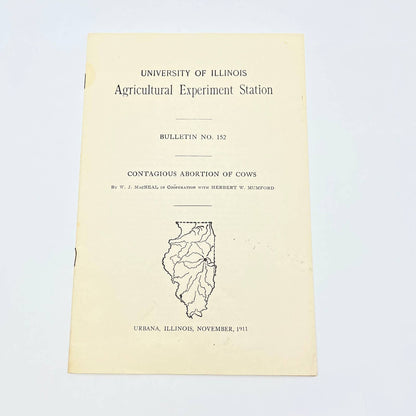 UNIVERSITY OF ILLINOIS
Agricultural Experiment Station
BULLETIN NO. 152
CONTAGIOUS ABORTION OF COWS
BY W. J. MACNEAL IN COÖPERATION WITH HERBERT W. MUMFORD
URBANA, ILLINOIS, NOVEMBER, 1911